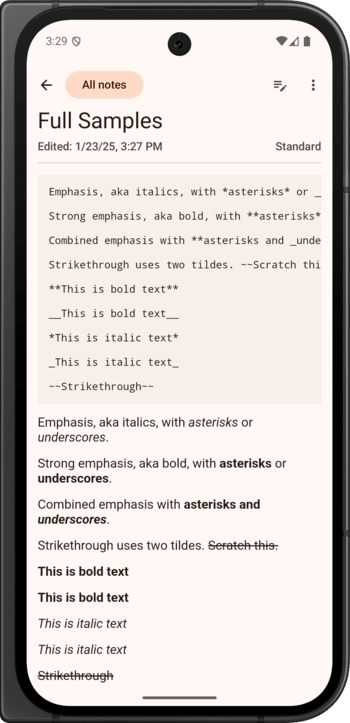 3:29
All notes
Full Samples
Edited: 1/23/25, 3:27 PM Standard
Emphasis, aka italics, with *asterisks* or _
Strong emphasis, aka bold, with **asterisks*
Combined emphasis with **asterisks and _unde
Strikethrough uses two tildes. ~~Scratch thi
**This is bold text**
__This is bold text__
*This is italic text*
_This is italic text_
~~Strikethrough~~
Emphasis, aka italics, with asterisks or
underscores.
Strong emphasis, aka bold, with asterisks or
underscores.
Combined emphasis with asterisks and
underscores.
Strikethrough uses two tildes. Scratch this.
This is bold text
This is bold text
This is italic text
This is italic text
Strikethrough